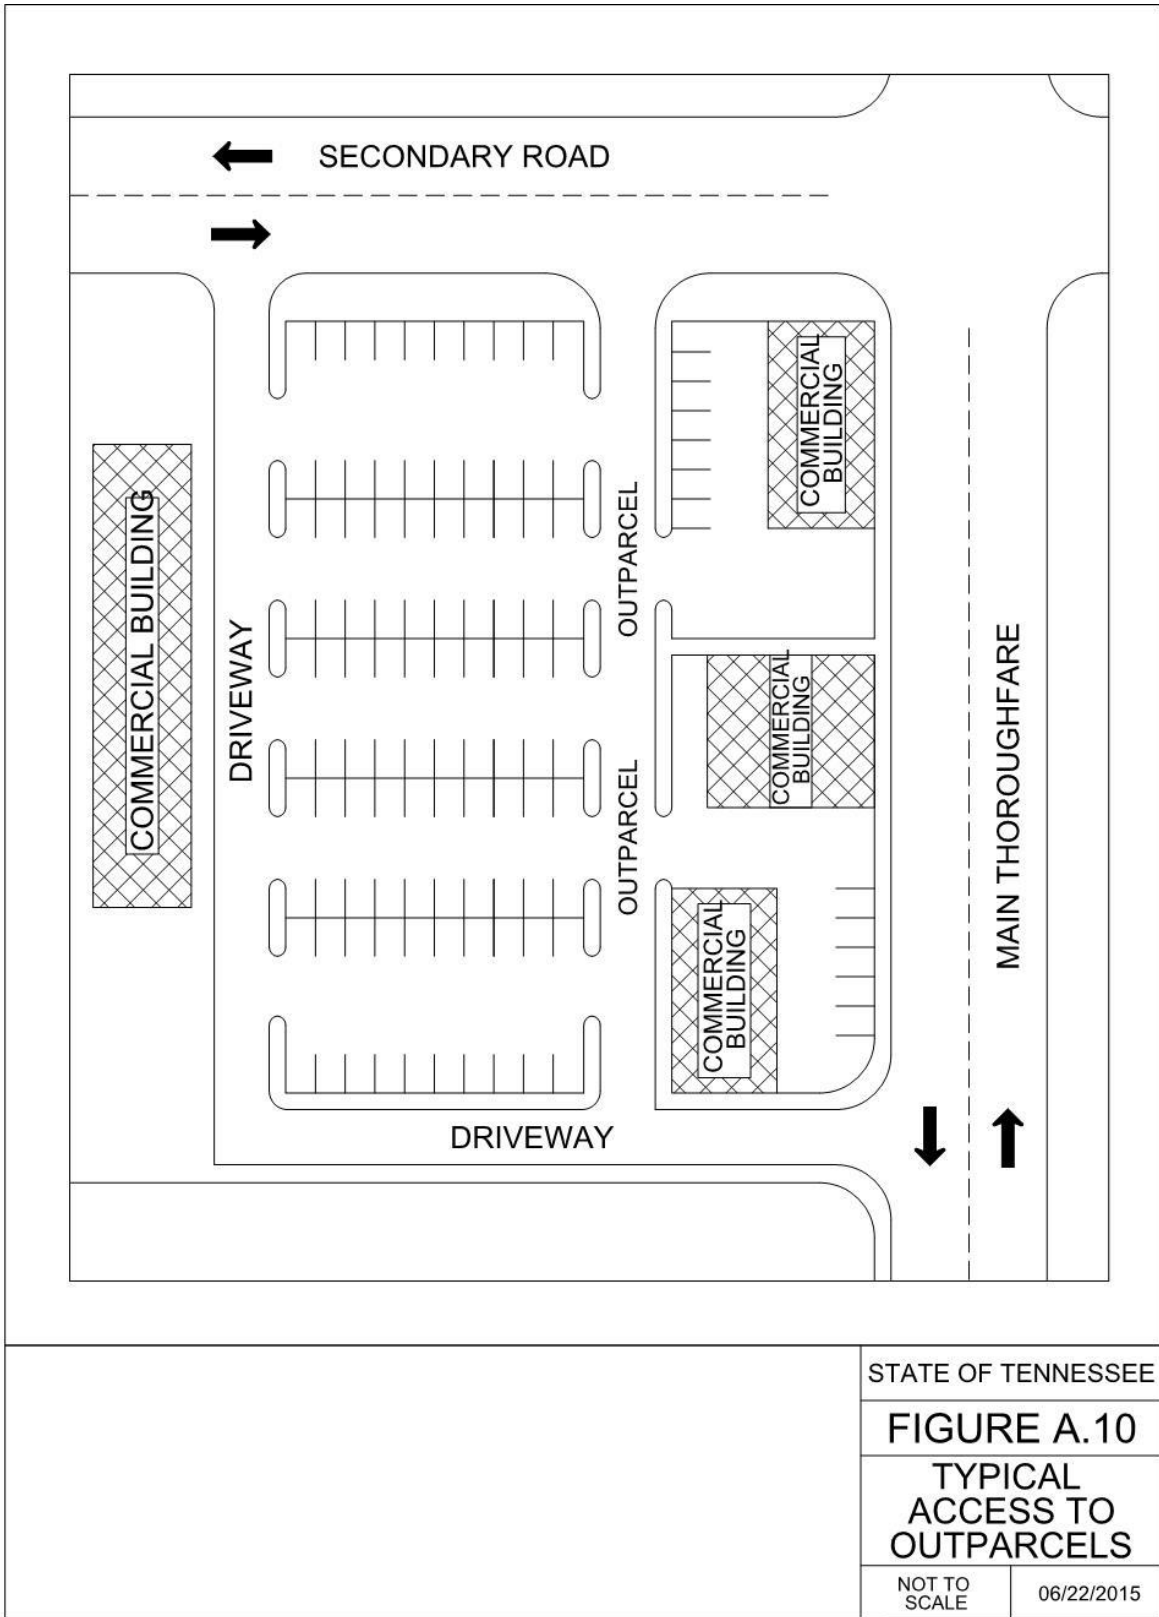 SECONDARY ROAD
COMMERCIAL
BUILDING
COMMERCIAL BUILDING
OUTPARCEL
DRIVEWAY
COMMERCIAL
BUILDING
MAIN THOROUGHFARE
OUTPARCEL
COMMERCIAL
BUILDING
DRIVEWAY
STATE OF TENNESSEE
FIGURE A.10
TYPICAL
ACCESS TO
OUTPARCELS
NOT TO
SCALE
06/22/2015